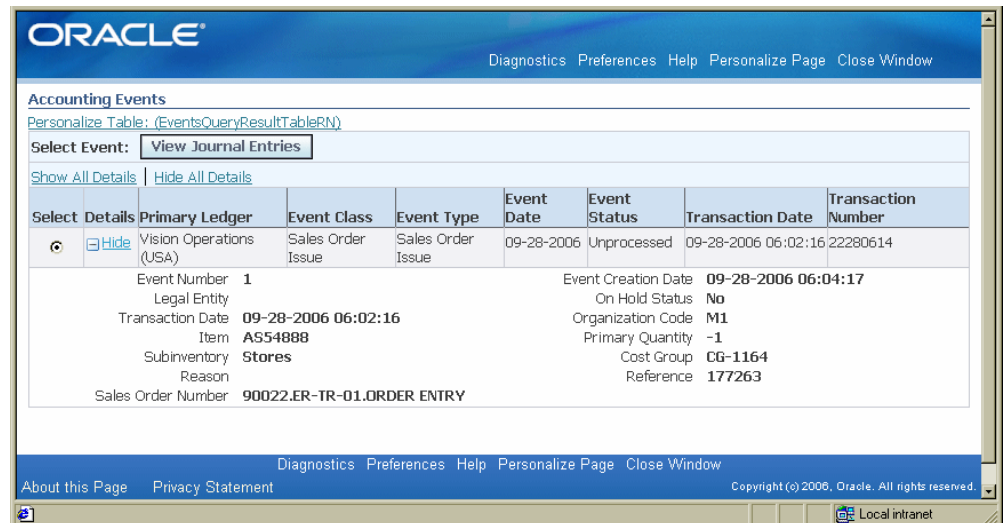 ORACLE®
Diagnostics Preferences Help Personalize Page Close Window
Accounting Events
Personalize Table: (EventsQueryResultTableRN)
Select Event: View Journal Entries
Show All Details | Hide All Details
Select Details Primary Ledger Event Class Event Type Event Date Event Status Transaction Date Transaction Number
Hide Vision Operations (USA) Sales Order Issue Sales Order Issue 09-28-2006 Unprocessed 09-28-2006 06:02:16 22280614
Event Number 1 Event Creation Date 09-28-2006 06:04:17
Legal Entity On Hold Status No
Transaction Date 09-28-2006 06:02:16 Organization Code M1
Item AS54888 Primary Quantity -1
Subinventory Stores Cost Group CG-1164
Reason Reference 177263
Sales Order Number 90022.ER-TR-01.ORDER ENTRY
Diagnostics Preferences Help Personalize Page Close Window
About this Page Privacy Statement Copyright (c) 2006, Oracle. All rights reserved.
Local intranet